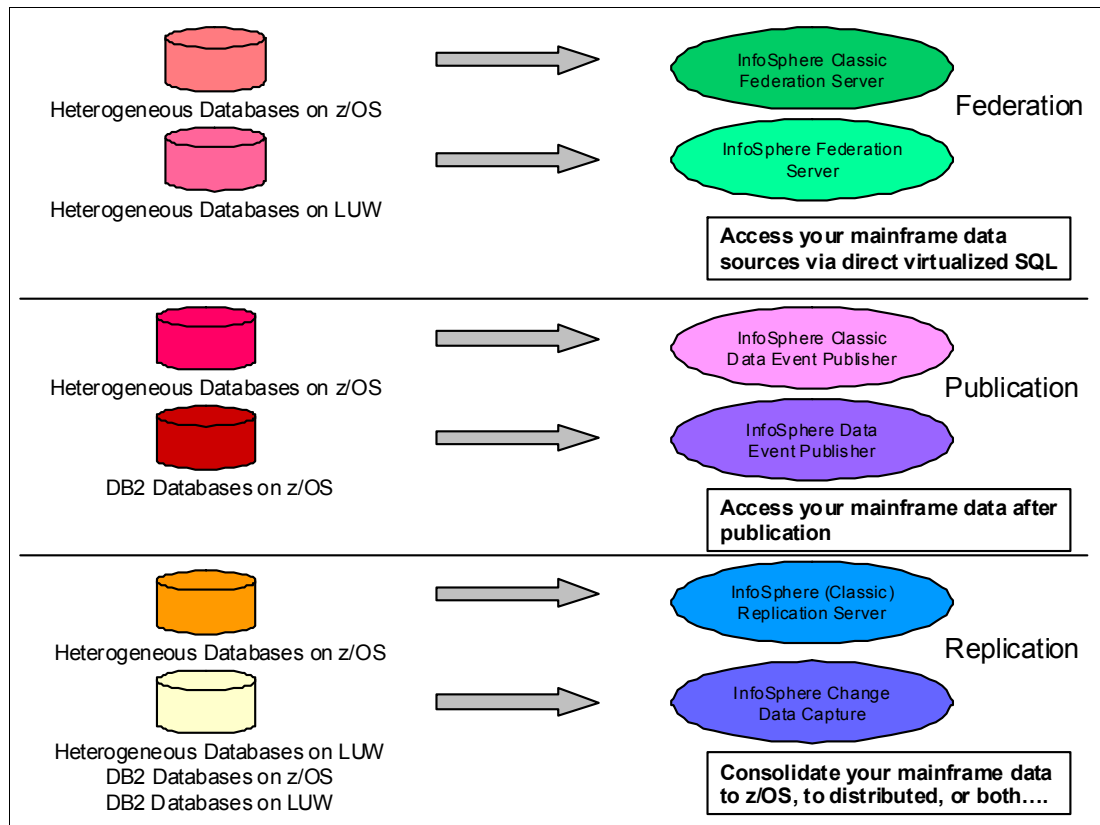 InfoSphere Classic
Federation Server
Heterogeneous Databases on z/OS
Federation
InfoSphere Federation
Server
Heterogeneous Databases on LUW
Access your mainframe data
sources via direct virtualized SQL
InfoSphere Classic
Data Event Publisher
Heterogeneous Databases on z/OS
Publication
InfoSphere Data
Event Publisher
DB2 Databases on z/OS
Access your mainframe data after
publication
InfoSphere (Classic)
Replication Server
Heterogeneous Databases on z/OS
Replication
InfoSphere Change
Data Capture
Heterogeneous Databases on LUW
DB2 Databases on z/OS
DB2 Databases on LUW
Consolidate your mainframe data
to z/OS, to distributed, or both....